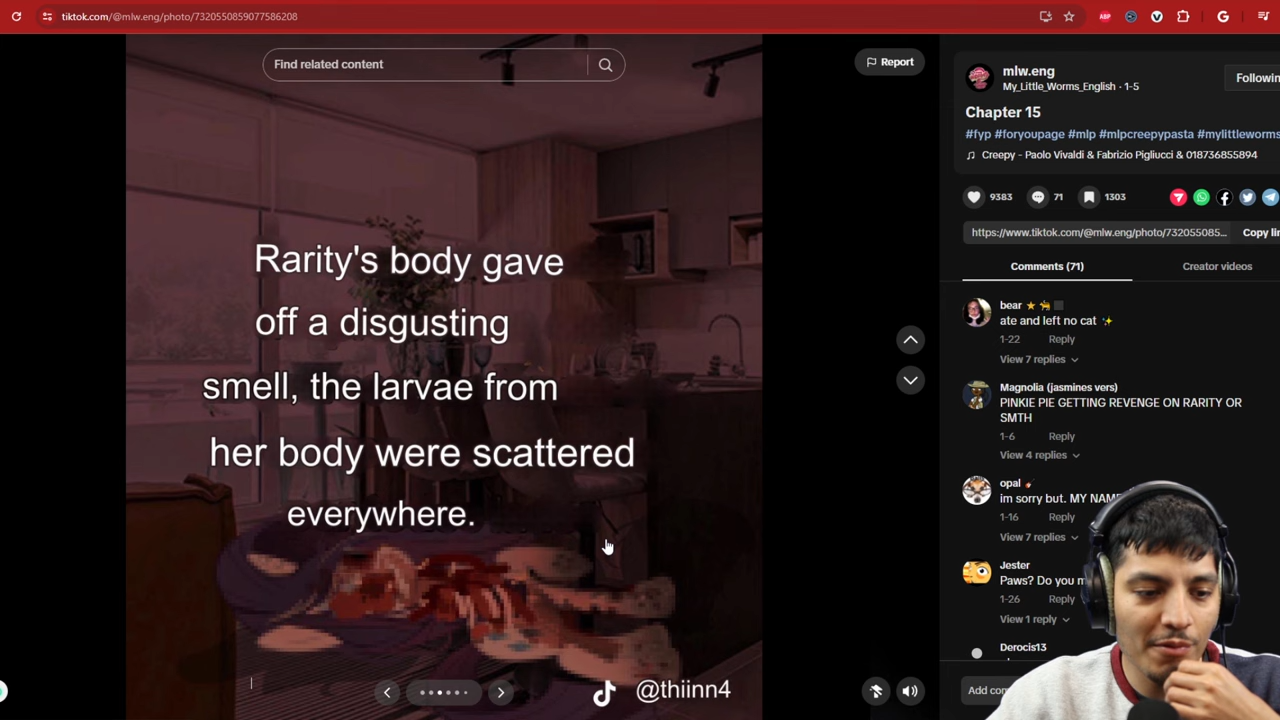 tiktok.com/@mlw.eng/photo/7320550859077586208
ABP
G
Find related content
Report
Rarity's body gave
off a disgusting
smell, the larvae from
her body were scattered
everywhere.
@thiinn4
mlw.eng
My_Little_Worms_English · 1-5
Followin
Chapter 15
#fyp #foryoupage #mlp #mlpcreepypasta #mylittleworms
Creepy - Paolo Vivaldi & Fabrizio Pigliucci & 018736855894
9383
71
1303
https://www.tiktok.com/@mlw.eng/photo/732055085...
Copy lin
Comments (71)
Creator videos
bear
ate and left no cat
1-22 Reply
View 7 replies
Magnolia (jasmines vers)
PINKIE PIE GETTING REVENGE ON RARITY OR
SMTH
1-6 Reply
View 4 replies
opal
im sorry but. MY NAM
1-16 Reply
View 7 replies
Jester
Paws? Do you m
1-26 Reply
View 1 reply
Derocis13
Add com